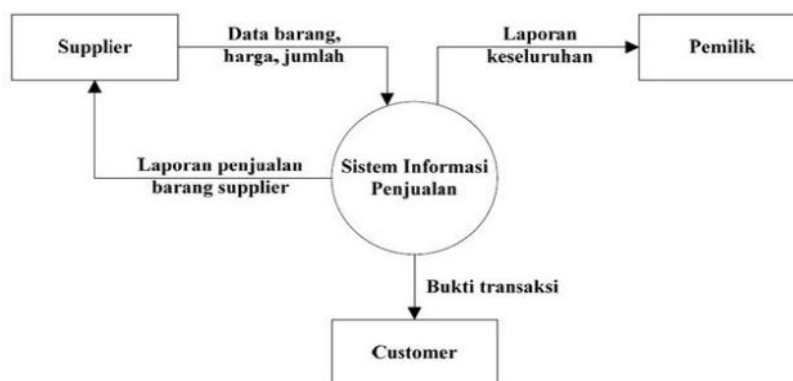 Supplier
Data barang,
harga, jumlah
Laporan
keseluruhan
Pemilik
Laporan penjualan
barang supplier
Sistem Informasi
Penjualan
Bukti transaksi
Customer